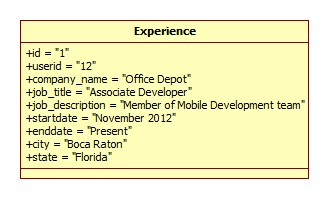 Experience
+id = "1"
+userid = "12"
+company_name = "Office Depot"
+job_title = "Associate Developer"
+job_description = "Member of Mobile Development team"
+startdate = "November 2012"
+enddate = "Present"
+city = "Boca Raton"
+state = "Florida"